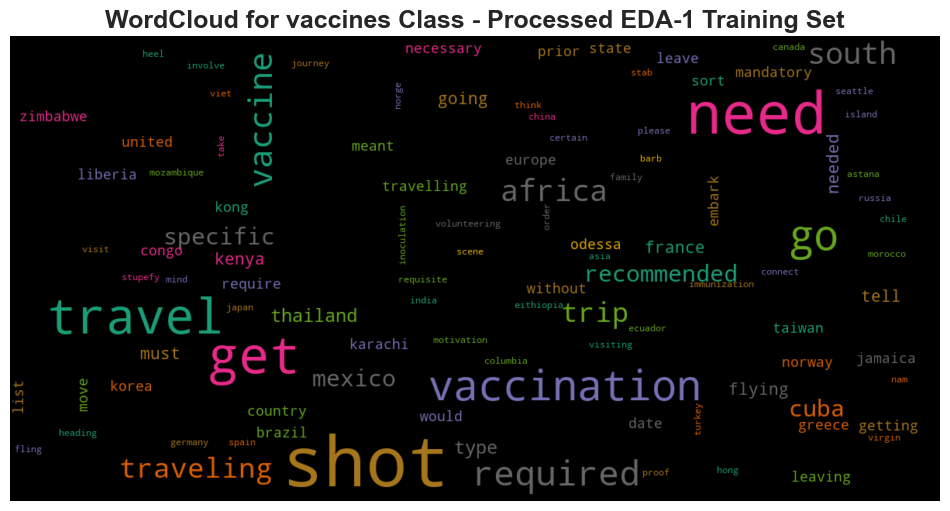 WordCloud for vaccines Class - Processed EDA-1 Training Set
heel
involve
journey
necessary
prior
state
leave
canada
south
viet
vaccine
norge
going
think
china
stab
sort
mandatory
need
seattle
island
zimbabwe
united
take
meant
certain
please
barb
needed
liberia
mozambique
travelling
europe
africa
family
embark
astana
russia
kong
specific
inoculation
volunteering
order
chile
go
visit
congo
kenya
scene
odessa
asia
france
morocco
stupefy
mind
require
requisite
recommended
connect
immunization
without
tell
japan
india
eithiopia
travel
thailand
trip
ecuador
taiwan
must
get
karachi
motivation
visiting
columbia
norway
jamaica
list
move
korea
mexico
vaccination
flying
nam
country
would
date
turkey
cuba
greece
getting
virgin
heading
brazil
fling
germany
spain
shot
type
traveling
required
proof
hong
leaving